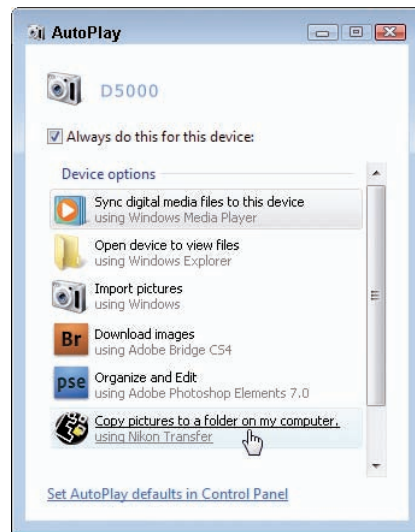 AutoPlay
D5000
Always do this for this device:
Device options
Sync digital media files to this device
using Windows Media Player
Open device to view files
using Windows Explorer
Import pictures
using Windows
Br
Download images
using Adobe Bridge CS4
pse
Organize and Edit
using Adobe Photoshop Elements 7.0
Copy pictures to a folder on my computer.
using Nikon Transfer
Set AutoPlay defaults in Control Panel